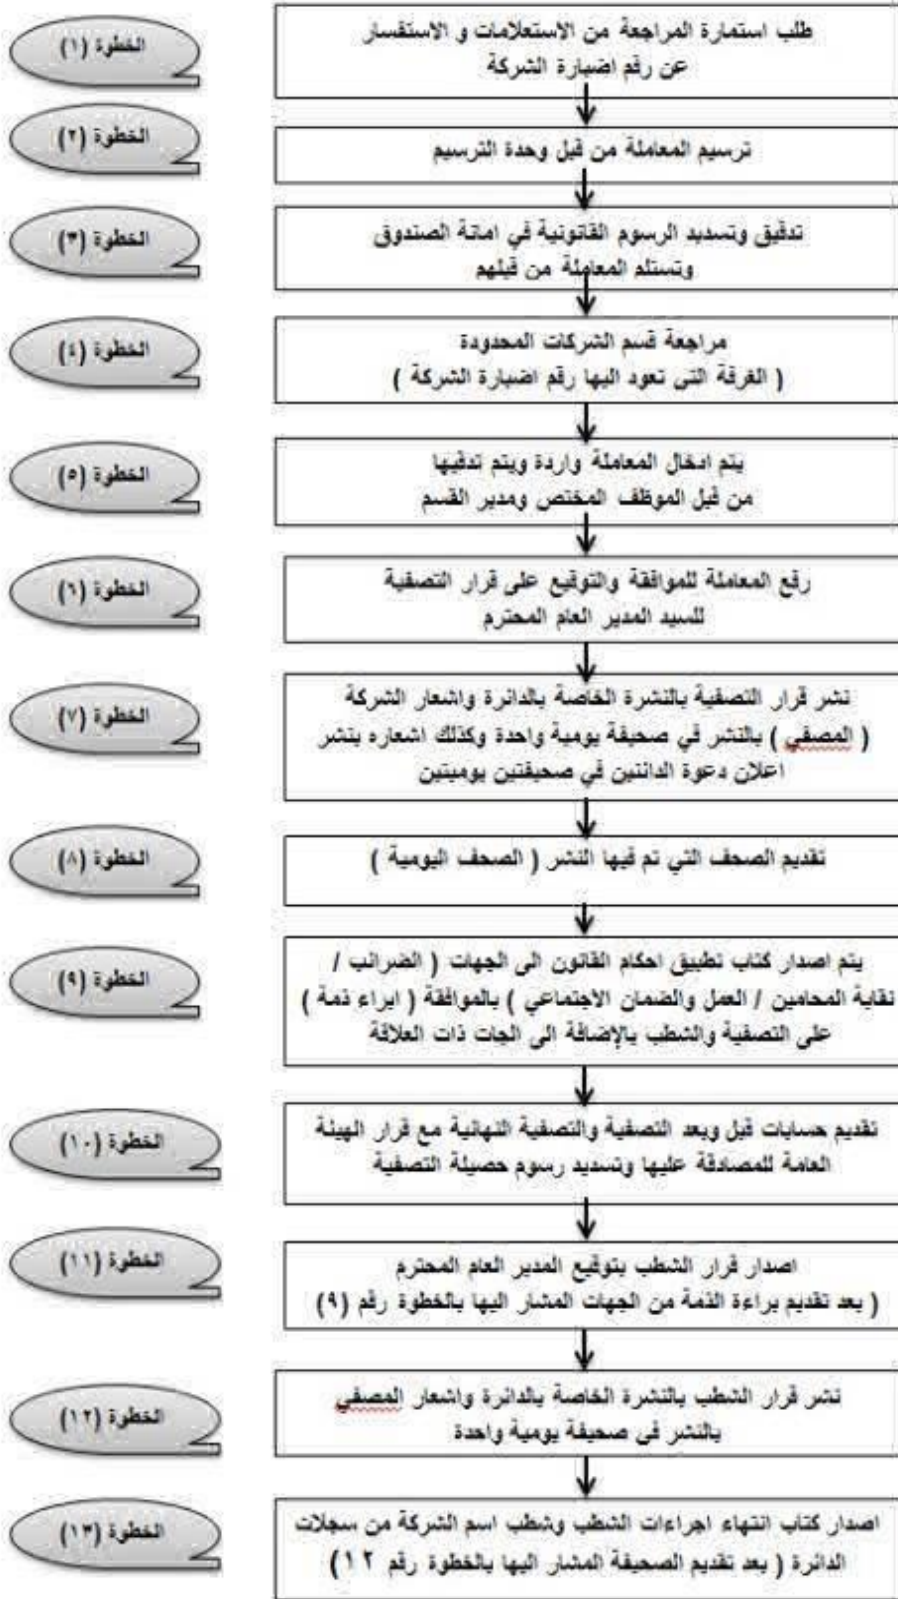 الخطوة (١)
طلب استمارة المراجعة من الاستعلامات و الاستفسار
عن رقم اضبارة الشركة
الخطوة (٢)
ترسيم المعاملة من قبل وحدة الترسيم
الخطوة (٣)
تدقيق وتسديد الرسوم القانونية في امانة الصندوق
وتستلم المعاملة من قبلهم
الخطوة (٤)
مراجعة قسم الشركات المحدودة
( الغرفة التي تعود اليها رقم اضبارة الشركة )
الخطوة (٥)
يتم ادخال المعاملة واردة ويتم تدقيها
من قبل الموظف المختص ومدير القسم
الخطوة (٦)
رفع المعاملة للموافقة والتوقيع على قرار التصفية
للسيد المدير العام المحترم
الخطوة (٧)
نشر قرار التصفية بالنشرة الخاصة بالدائرة واشعار الشركة
( المصفي ) بالنشر في صحيفة يومية واحدة وكذلك اشعاره بنشر
اعلان دعوة الدائنين في صحيفتين يوميتين
الخطوة (٨)
تقديم الصحف التي تم فيها النشر ( الصحف اليومية )
الخطوة (٩)
يتم اصدار كتاب تطبيق احكام القانون الى الجهات ( الضرائب /
نقابة المحامين / العمل والضمان الاجتماعي ) بالموافقة ( ابراء ذمة )
على التصفية والشطب بالإضافة الى الجات ذات العلاقة
الخطوة (١٠)
تقديم حسابات قبل وبعد التصفية والتصفية النهائية مع قرار الهيئة
العامة للمصادقة عليها وتسديد رسوم حصيلة التصفية
الخطوة (١١)
اصدار قرار الشطب بتوقيع المدير العام المحترم
( بعد تقديم براءة الذمة من الجهات المشار اليها بالخطوة رقم (٩)
الخطوة (١٢)
نشر قرار الشطب بالنشرة الخاصة بالدائرة واشعار المصفي
بالنشر في صحيفة يومية واحدة
الخطوة (١٣)
اصدار كتاب انتهاء اجراءات الشطب وشطب اسم الشركة من سجلات
الدائرة ( بعد تقديم الصحيفة المشار اليها بالخطوة رقم ١٢)